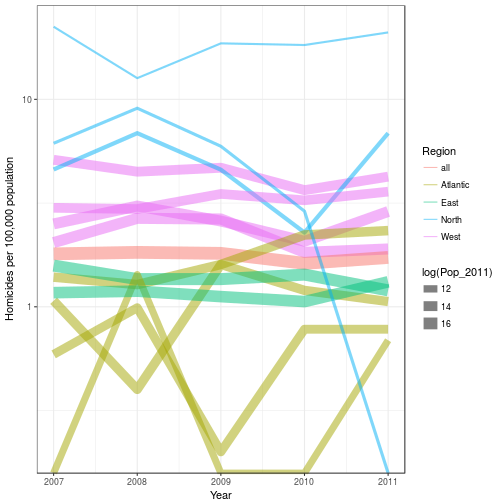 Homicides per 100,000 population
10
1
2007 2008 2009 2010 2011
Year
Region
all
Atlantic
East
North
West
log(Pop_2011)
12
14
16